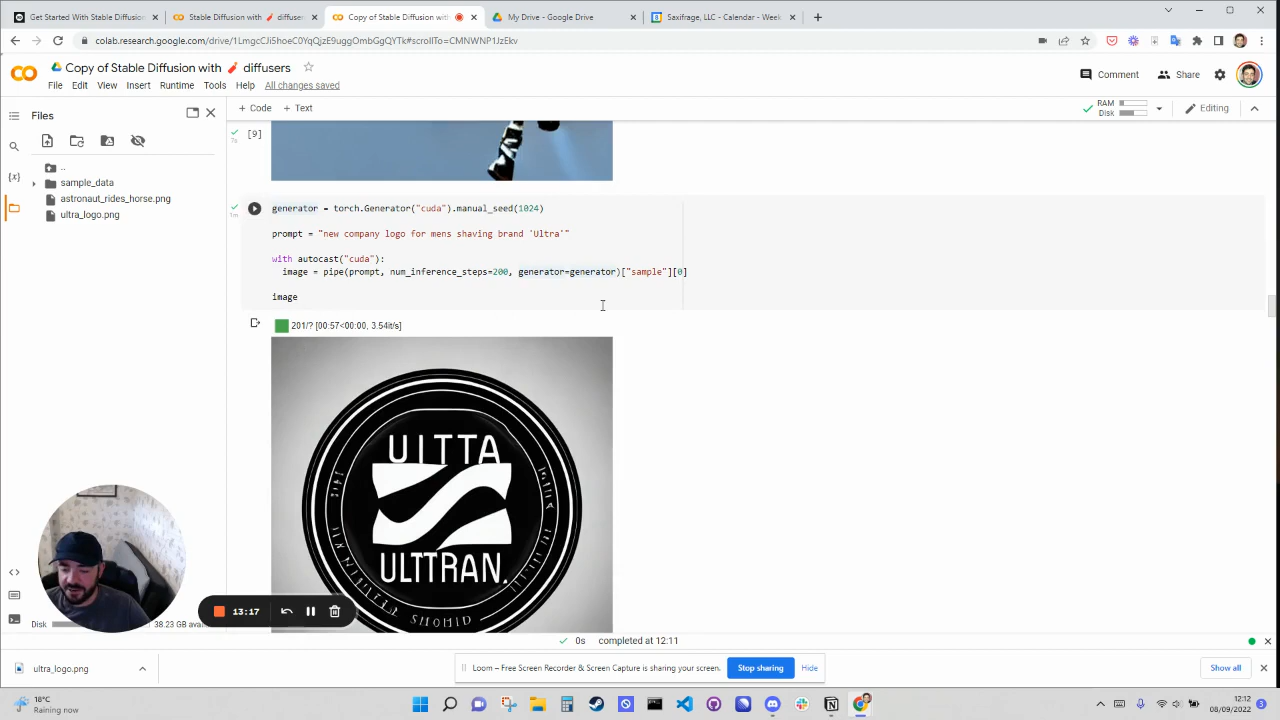 Get Started With Stable Diffusion
Stable Diffusion with diffusers
Copy of Stable Diffusion with
My Drive - Google Drive
Saxifrage, LLC - Calendar - Week
colab.research.google.com/drive/1LmgcCJi5hoeC0YqQjzE9uggOmbGgQYTk#scrollTo=CMNWNP1JzEkv
Copy of Stable Diffusion with diffusers
Comment
Share
File Edit View Insert Runtime Tools Help All changes saved
+ Code + Text
RAM
Disk
Editing
Files
..
sample_data
astronaut_rides_horse.png
ultra_logo.png
[9]
7s
1m
generator = torch.Generator("cuda").manual_seed(1024)
prompt = "new company logo for mens shaving brand 'Ultra'"
with autocast("cuda"):
image = pipe(prompt, num_inference_steps=200, generator=generator)["sample"][0]
image
201/? [00:57<00:00, 3.54it/s]
UITTA
ULTTRAN.
13:17
Disk
38.23 GB
0s completed at 12:11
ultra_logo.png
Loom – Free Screen Recorder & Screen Capture is sharing your screen.
Stop sharing
Hide
Show all
18°C
Raining now
12:12
08/09/2022